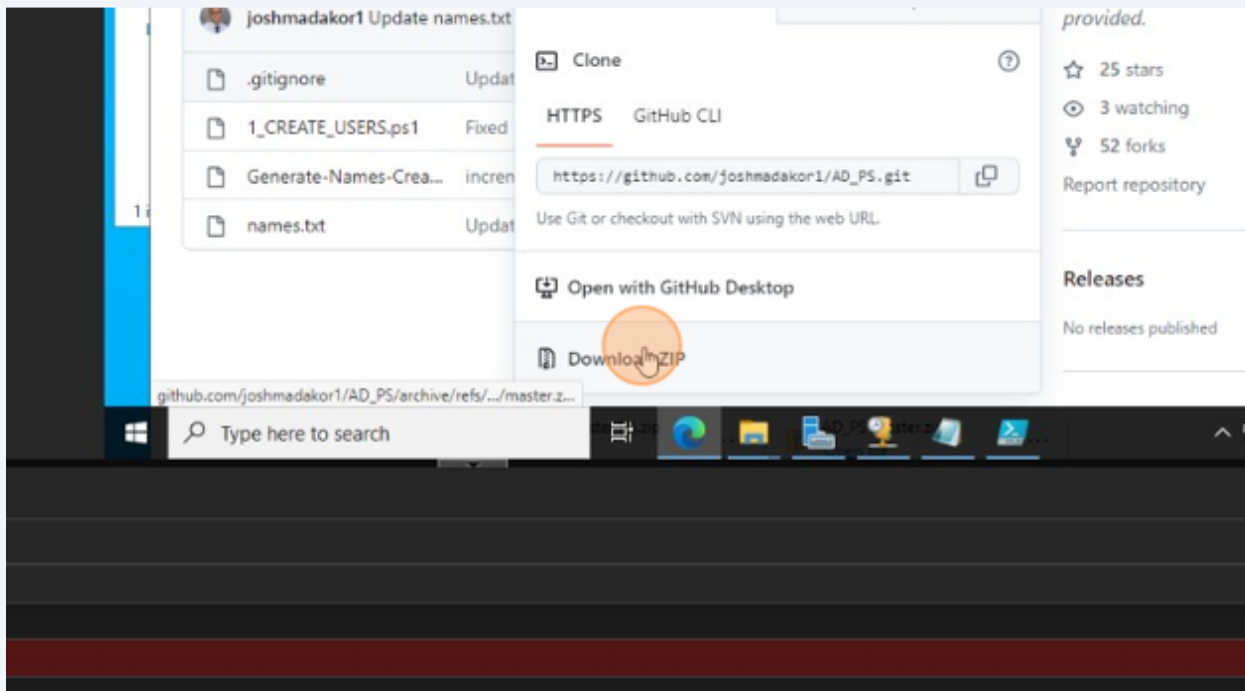 joshmadakor1 Update names.txt
provided.
Clone
25 stars
.gitignore
Updat
HTTPS
GitHub CLI
3 watching
1_CREATE_USERS.ps1
Fixed
52 forks
Generate-Names-Crea...
incren
https://github.com/joshmadakor1/AD_PS.git
Report repository
1 i
names.txt
Updat
Use Git or checkout with SVN using the web URL.
Open with GitHub Desktop
Releases
No releases published
Download ZIP
github.com/joshmadakor1/AD_PS/archive/refs/.../master.z...
Type here to search